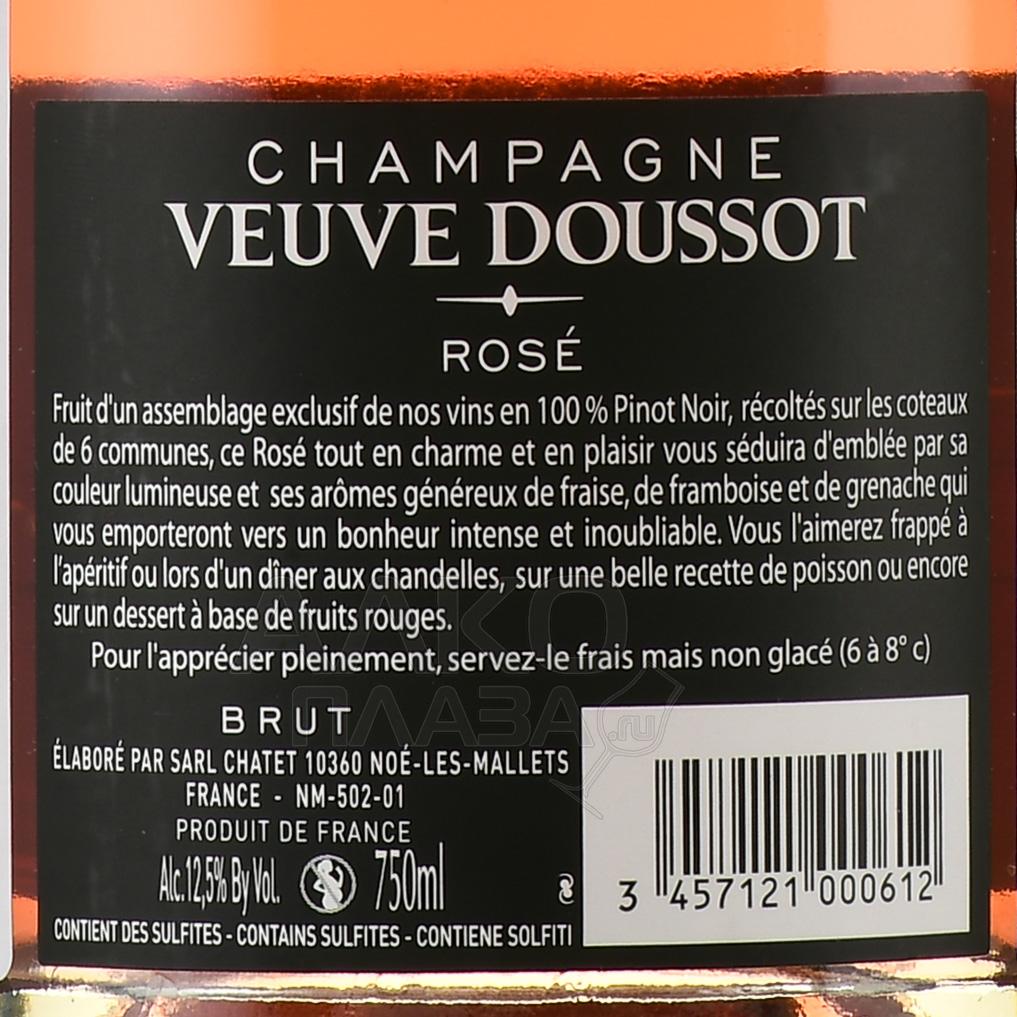 CHAMPAGNE
VEUVE DOUSSOT
ROSÉ
Fruit d'un assemblage exclusif de nos vins en 100 % Pinot Noir, récoltés sur les coteaux
de 6 communes, ce Rosé tout en charme et en plaisir vous séduira d'emblée par sa
couleur lumineuse et ses arômes généreux de fraise, de framboise et de grenache qui
vous emporteront vers un bonheur intense et inoubliable. Vous l'aimerez frappé à
l'apéritif ou lors d'un dîner aux chandelles, sur une belle recette de poisson ou encore
sur un dessert à base de fruits rouges.
Pour l'apprécier pleinement, servez-le frais mais non glacé (6 à 8° c)
BRUT
ÉLABORÉ PAR SARL CHATET 10360 NOÉ-LES-MALLETS
FRANCE - NM-502-01
PRODUIT DE FRANCE
Alc.12,5% By Vol. 750ml
CONTIENT DES SULFITES - CONTAINS SULFITES - CONTIENE SOLFITI
3 457121 000612
АЛКО
ПЛАЗА
.ru